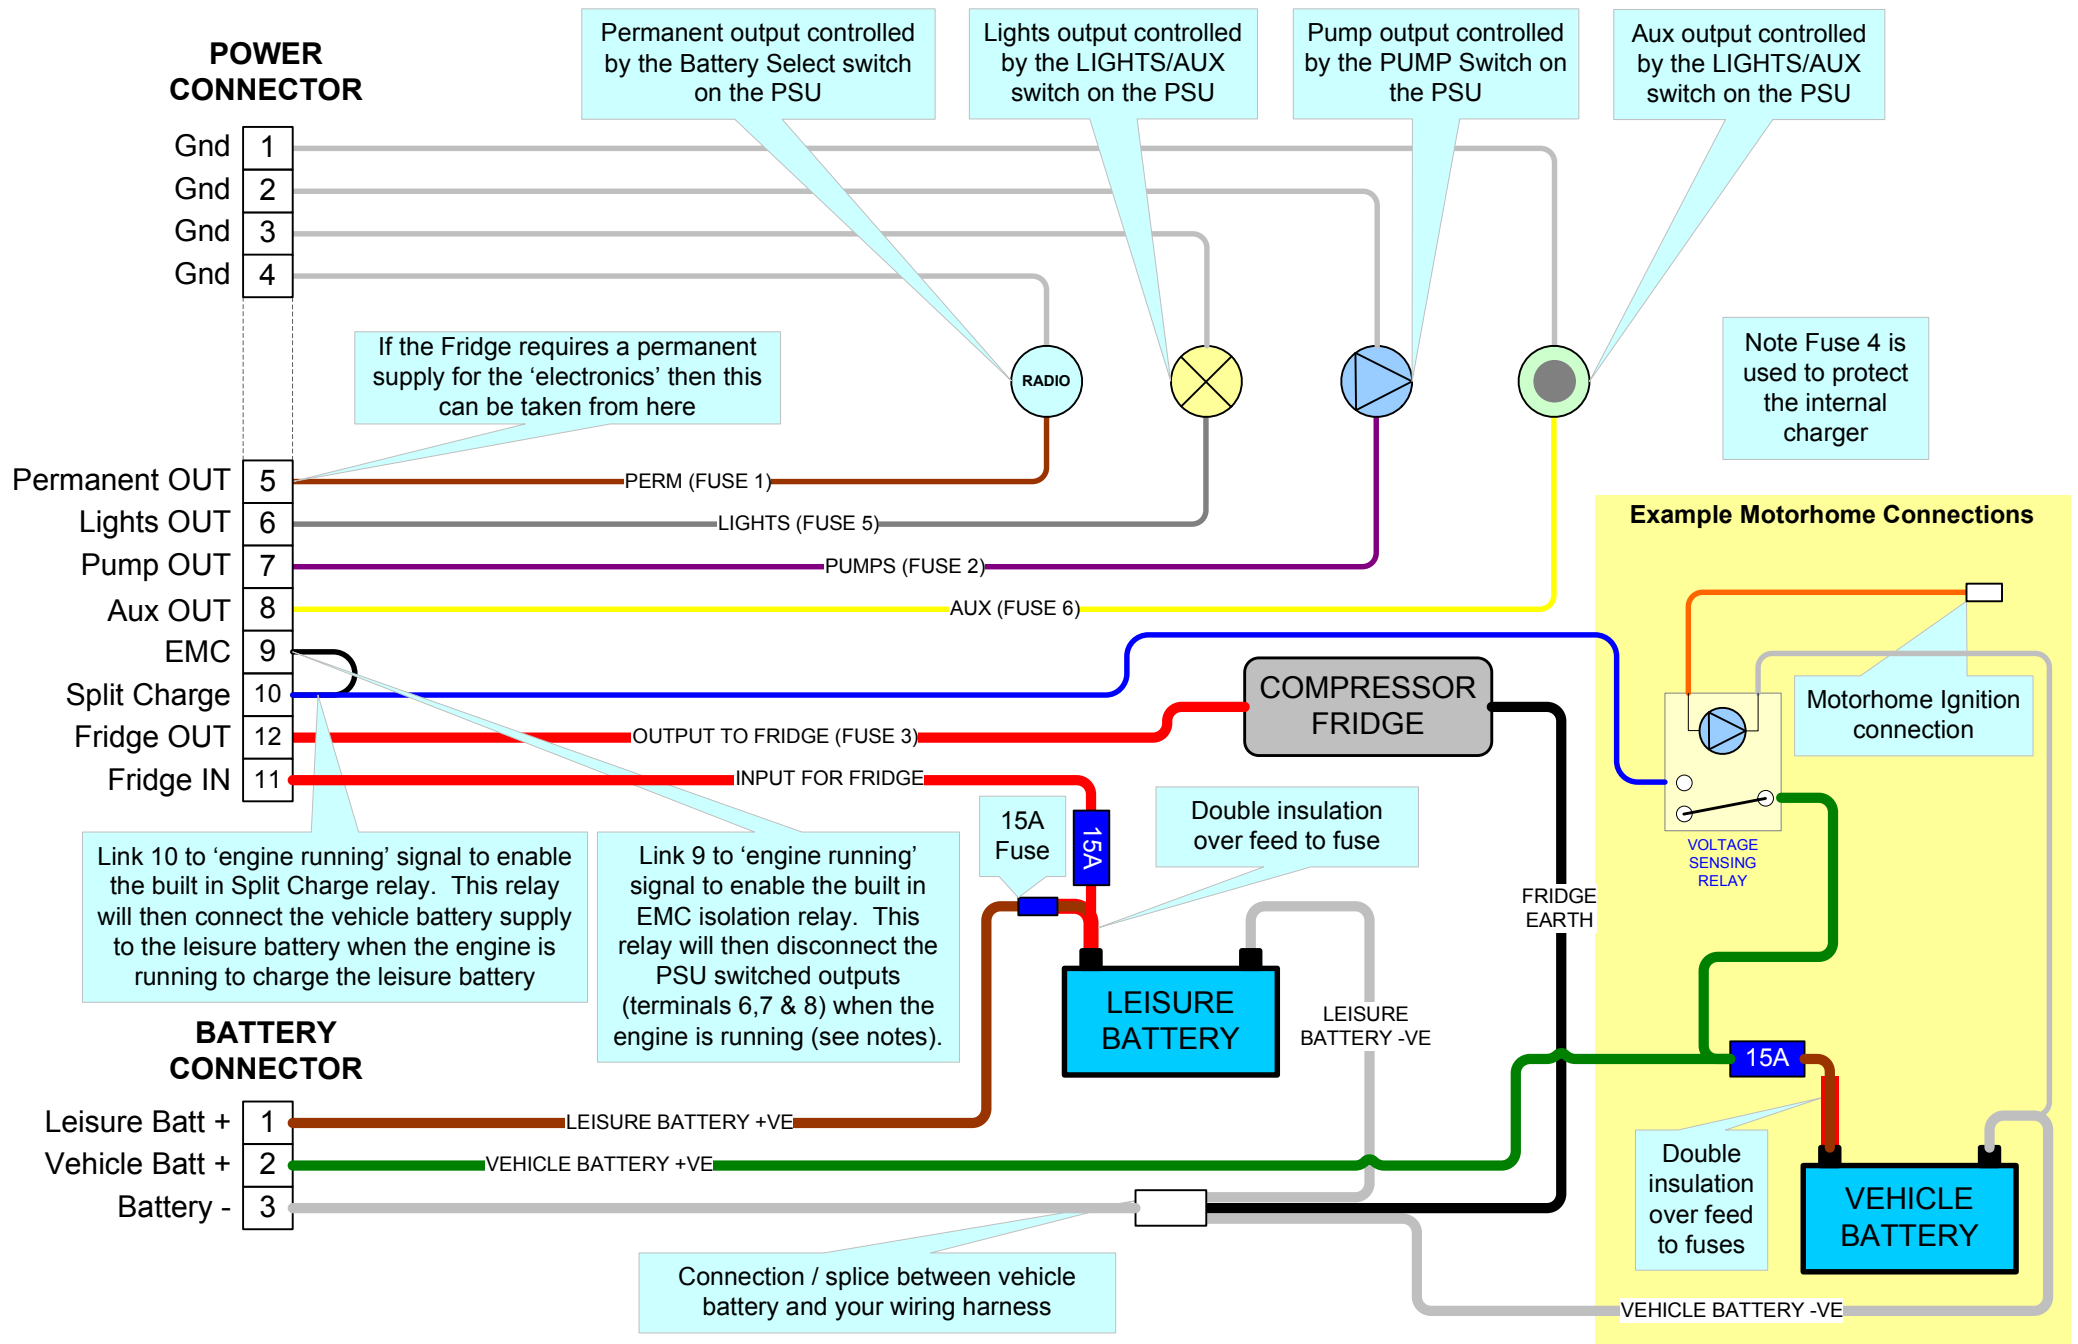 POWER
CONNECTOR
Permanent output controlled
by the Battery Select switch
on the PSU
Lights output controlled
by the LIGHTS/AUX
switch on the PSU
Pump output controlled
by the PUMP Switch on
the PSU
Aux output controlled
by the LIGHTS/AUX
switch on the PSU
Gnd 1
Gnd 2
Gnd 3
Gnd 4
If the Fridge requires a permanent
supply for the ‘electronics’ then this
can be taken from here
RADIO
Note Fuse 4 is
used to protect
the internal
charger
Permanent OUT 5
PERM (FUSE 1)
Lights OUT 6
LIGHTS (FUSE 5)
Pump OUT 7
PUMPS (FUSE 2)
Aux OUT 8
AUX (FUSE 6)
EMC 9
Split Charge 10
Fridge OUT 12
OUTPUT TO FRIDGE (FUSE 3)
Fridge IN 11
INPUT FOR FRIDGE
COMPRESSOR
FRIDGE
Example Motorhome Connections
Motorhome Ignition
connection
VOLTAGE
SENSING
RELAY
Link 10 to ‘engine running’ signal to enable
the built in Split Charge relay. This relay
will then connect the vehicle battery supply
to the leisure battery when the engine is
running to charge the leisure battery
Link 9 to ‘engine running’
signal to enable the built in
EMC isolation relay. This
relay will then disconnect the
PSU switched outputs
(terminals 6,7 & 8) when the
engine is running (see notes).
15A
Fuse
15A
Double insulation
over feed to fuse
FRIDGE
EARTH
LEISURE
BATTERY
LEISURE
BATTERY -VE
15A
BATTERY
CONNECTOR
Leisure Batt + 1
LEISURE BATTERY +VE
Vehicle Batt + 2
VEHICLE BATTERY +VE
Battery - 3
Double
insulation
over feed
to fuses
VEHICLE
BATTERY
Connection / splice between vehicle
battery and your wiring harness
VEHICLE BATTERY -VE